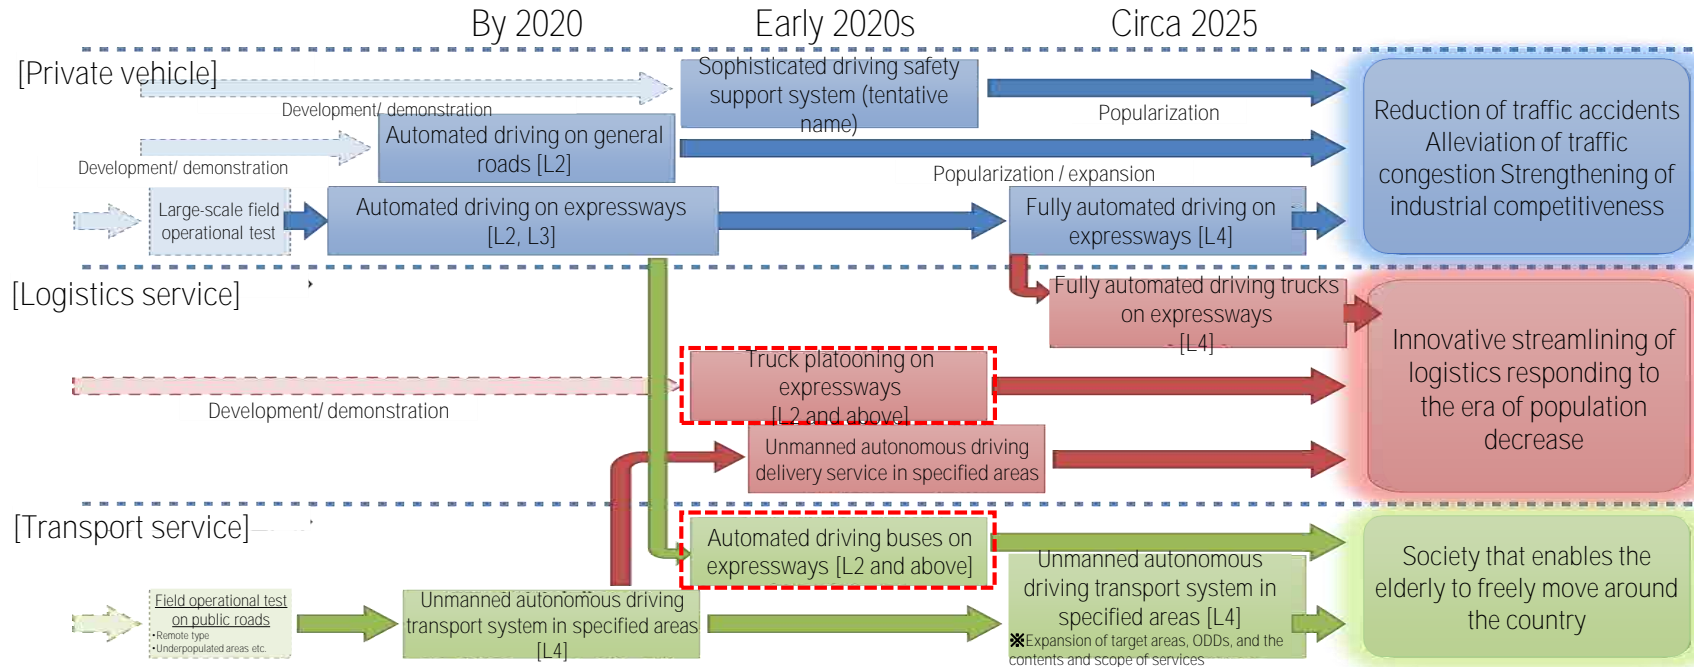 By 2020
Early 2020s
Circa 2025
[Private vehicle]
Development/ demonstration
Sophisticated driving safety
support system (tentative
name)
Popularization
Development/ demonstration
Automated driving on general
roads [L2]
Popularization / expansion
Large-scale field
operational test
Automated driving on expressways
[L2, L3]
Fully automated driving on
expressways [L4]
Reduction of traffic accidents
Alleviation of traffic
congestion Strengthening of
industrial competitiveness
[Logistics service]
Fully automated driving trucks
on expressways
[L4]
Development/ demonstration
Truck platooning on
expressways
[L2 and above]
Unmanned autonomous driving
delivery service in specified areas
Innovative streamlining of
logistics responding to
the era of population
decrease
[Transport service]
Automated driving buses on
expressways [L2 and above]
Field operational test
on public roads
•Remote type
•Underpopulated areas etc.
Unmanned autonomous driving
transport system in specified areas
[L4]
Unmanned autonomous
driving transport system in
specified areas [L4]
※Expansion of target areas, ODDs, and the
contents and scope of services
Society that enables the
elderly to freely move around
the country